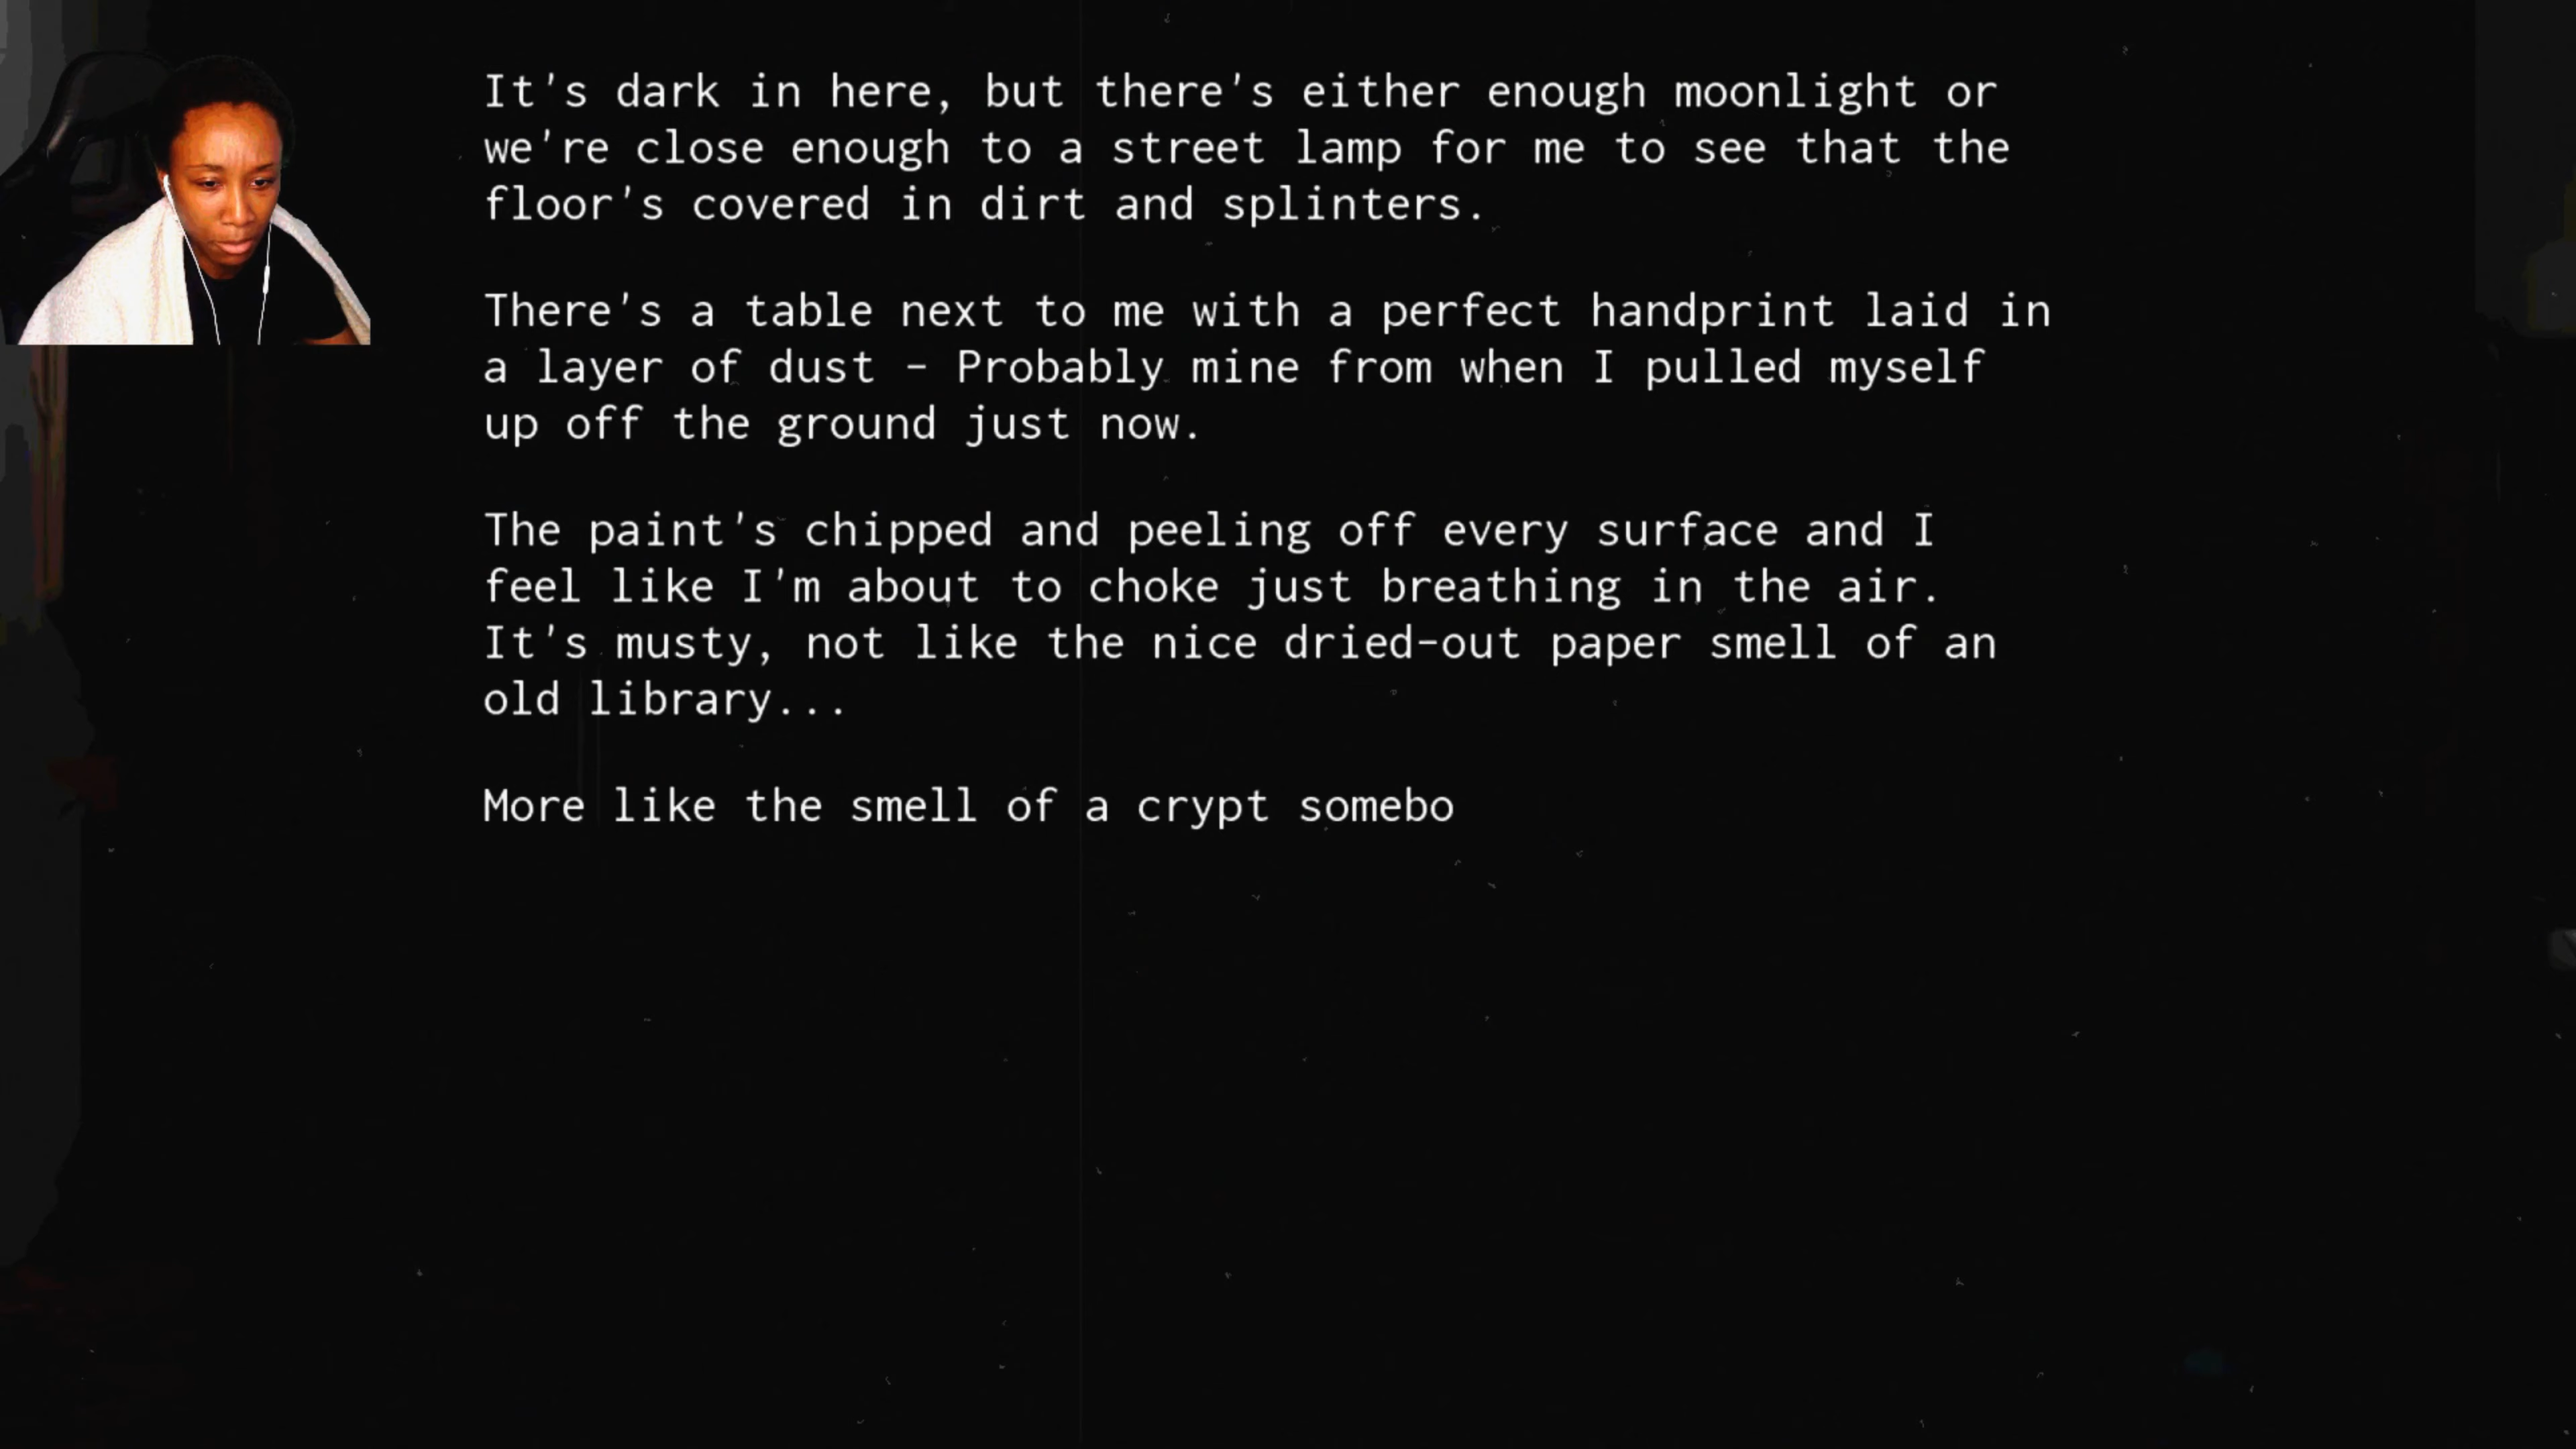 It's dark in here, but there's either enough moonlight or
we're close enough to a street lamp for me to see that the
floor's covered in dirt and splinters.
There's a table next to me with a perfect handprint laid in
a layer of dust - Probably mine from when I pulled myself
up off the ground just now.
The paint's chipped and peeling off every surface and I
feel like I'm about to choke just breathing in the air.
It's musty, not like the nice dried-out paper smell of an
old library...
More like the smell of a crypt somebo